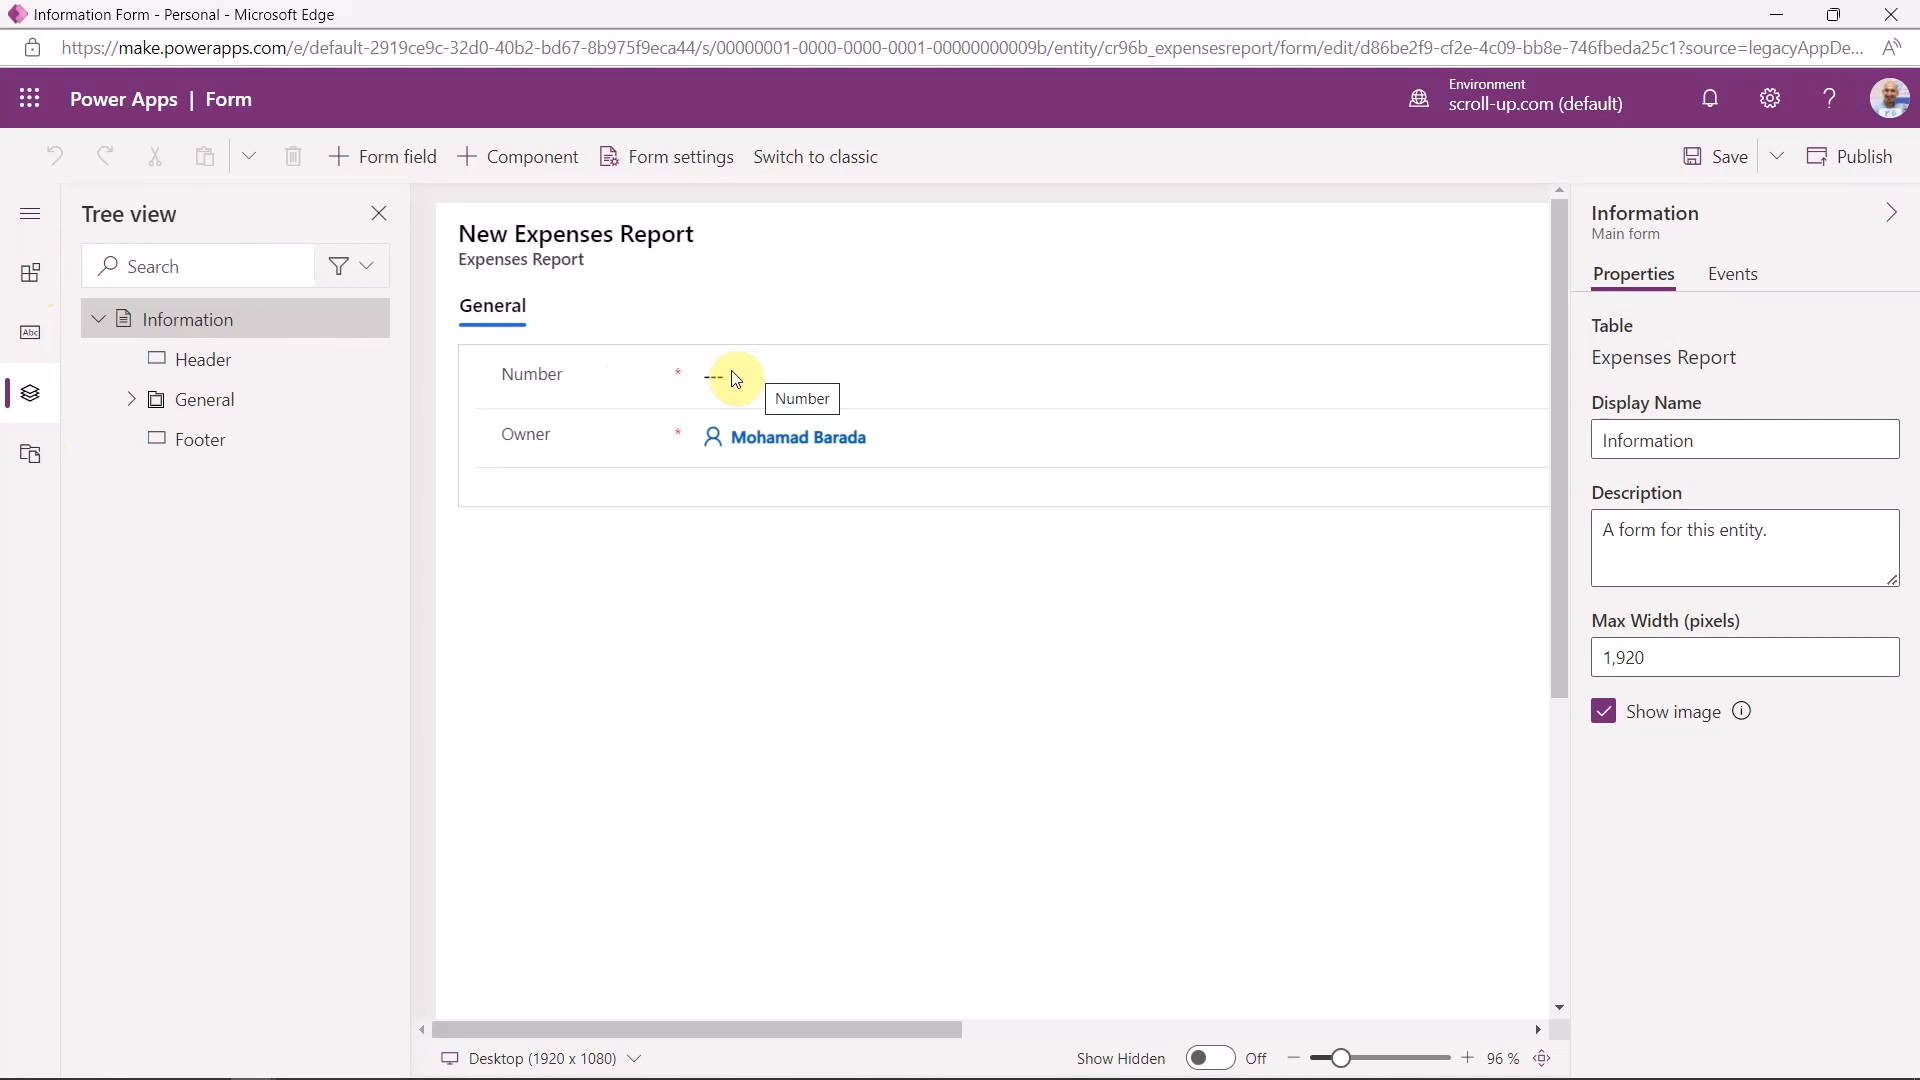 Information Form - Personal - Microsoft Edge
https://make.powerapps.com/e/default-2919ce9c-32d0-40b2-bd67-8b975f9eca44/s/00000001-0000-0000-0001-00000000009b/entity/cr96b_expensesreport/form/edit/d86be2f9-cf2e-4c09-bb8e-746fbeda25c1?source=legacyAppDe...
Power Apps | Form
Environment
scroll-up.com (default)
Form field
Component
Form settings
Switch to classic
Save
Publish
Tree view
Search
Information
Header
General
Footer
Abc
New Expenses Report
Expenses Report
General
Number * ---
Number
Owner * Mohamad Barada
Desktop (1920 x 1080)
Show Hidden
Off
96 %
Information
Main form
Properties
Events
Table
Expenses Report
Display Name
Information
Description
A form for this entity.
Max Width (pixels)
1,920
Show image